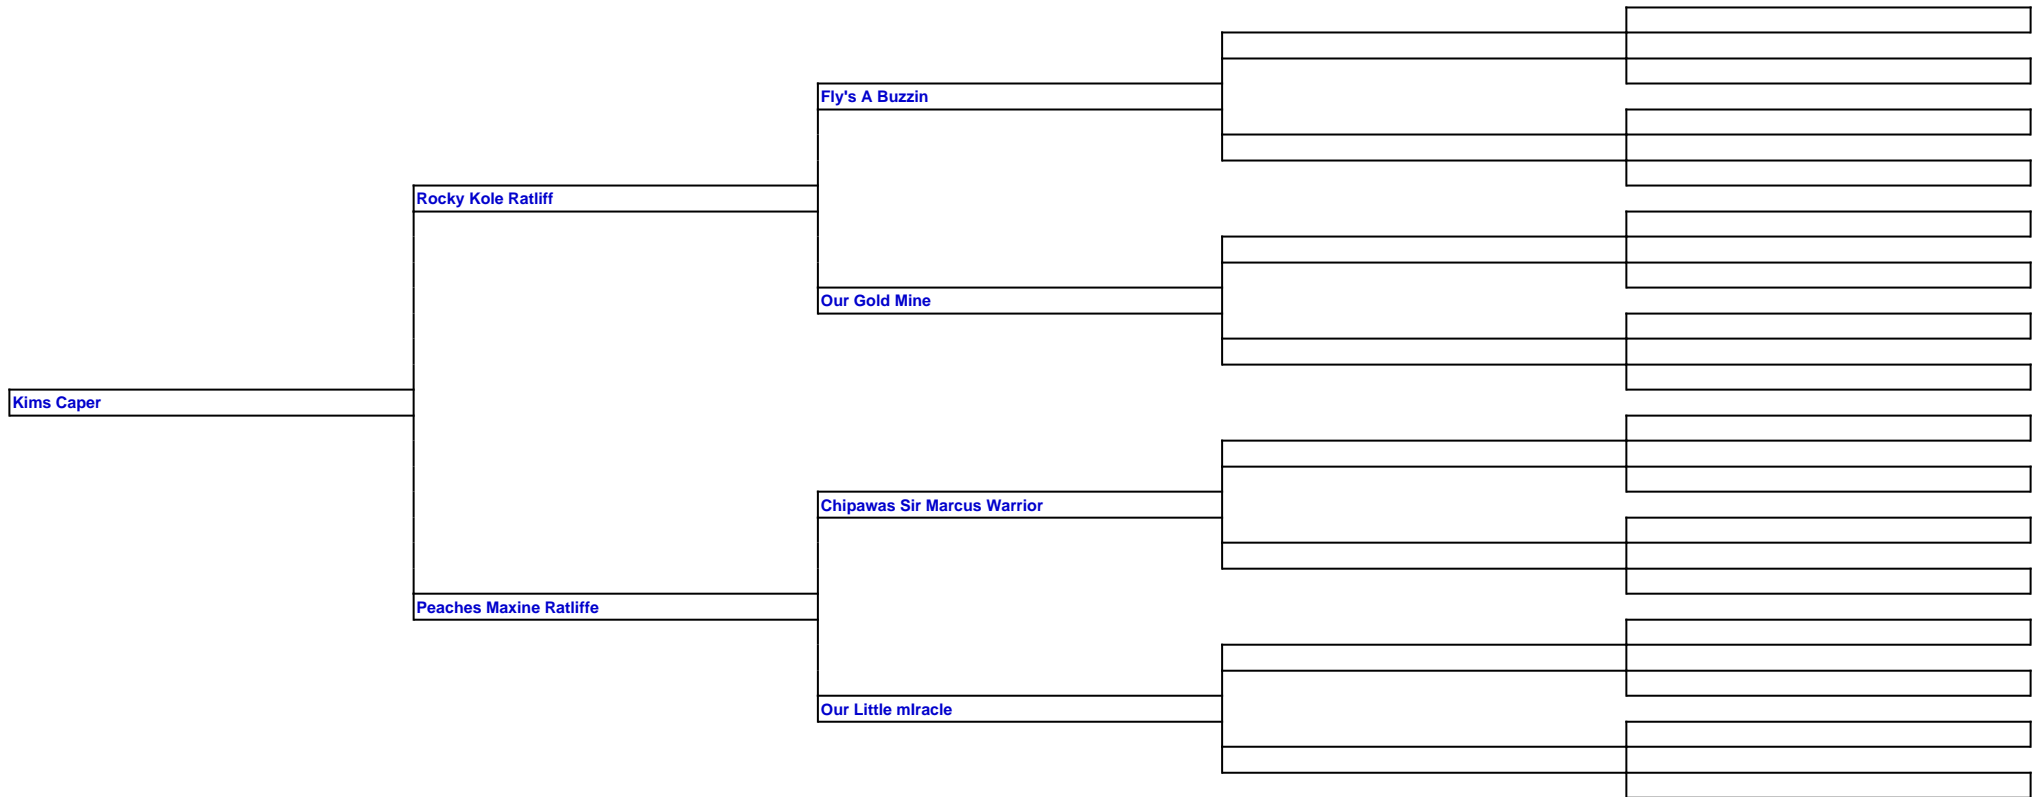 Fly's A Buzzin
Rocky Kole Ratliff
Our Gold Mine
Kims Caper
Chipawas Sir Marcus Warrior
Peaches Maxine Ratliffe
Our Little mIracle